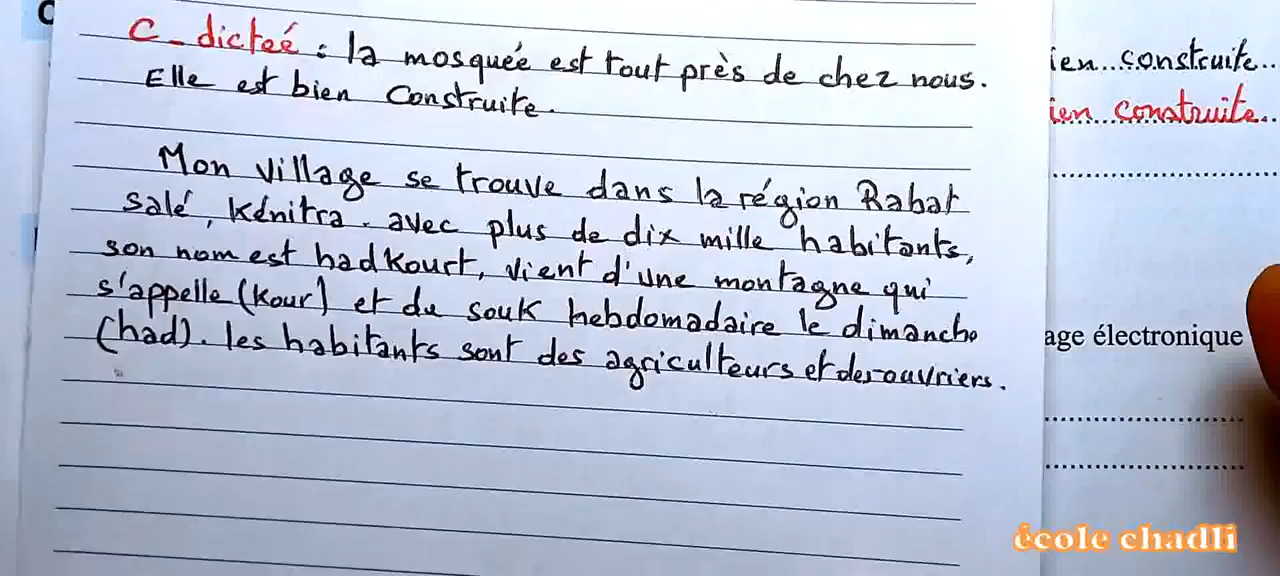 C
C - dicteé : la mosquée est tout près de chez nous.
Elle est bien Construite.
Mon village se trouve dans la région Rabat
salé, Kénitra. avec plus de dix mille habitants,
son nom est hadkourt, vient d'une montagne qui
s'appelle (Kour) et du souk hebdomadaire le dimanche
(had). les habitants sont des agriculteurs et des ouvriers.
ien construite
ien construite
age électronique
école chadli